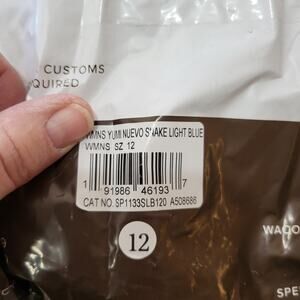 CUSTOMS
QUIRED
WMNS YUMI NUEVO SNAKE LIGHT BLUE
WMNS SZ 12
1 91986 46193 7
CAT NO. SP1133SLB120 A508686
12
WACO
SPE